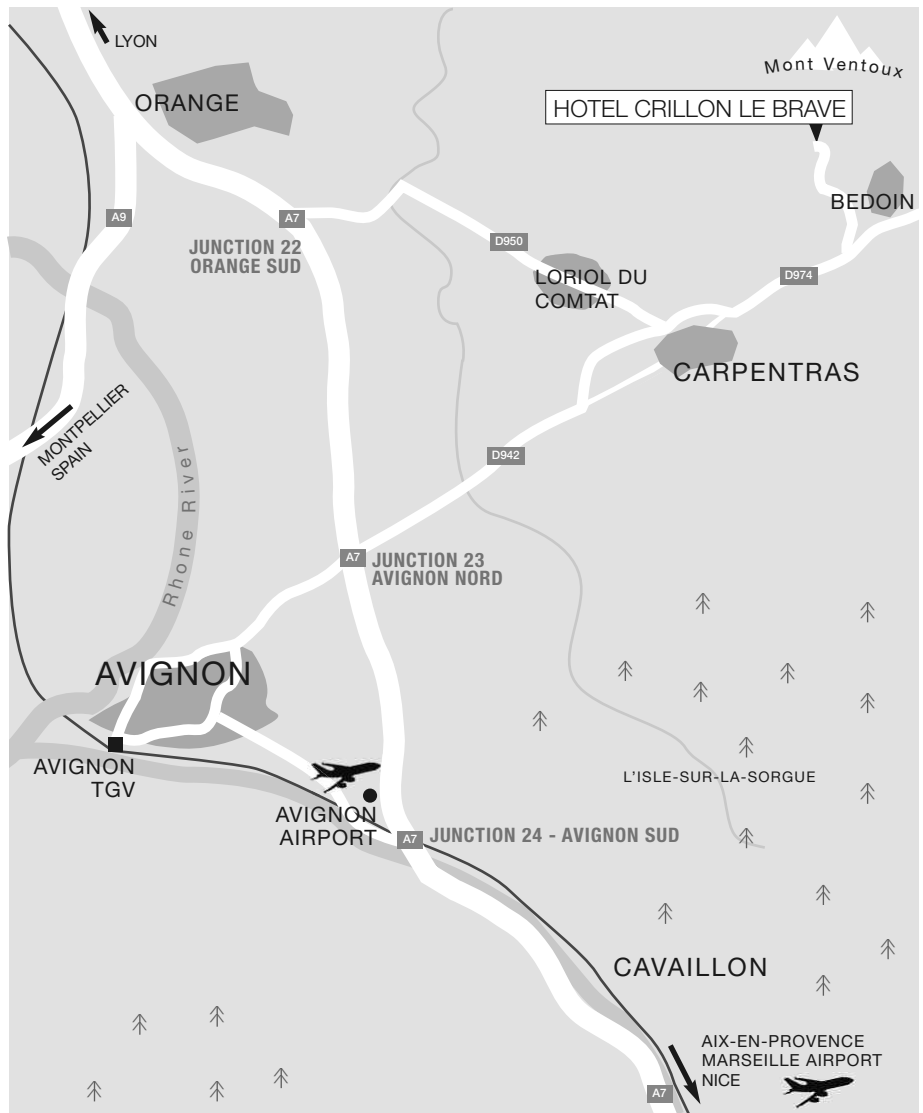 LYON
Mont Ventoux
ORANGE
HOTEL CRILLON LE BRAVE
BEDOIN
A9
A7
JUNCTION 22
ORANGE SUD
D950
LORIOL DU
COMTAT
D974
CARPENTRAS
MONTPELLIER
SPAIN
D942
Rhone River
A7
JUNCTION 23
AVIGNON NORD
AVIGNON
AVIGNON
TGV
L'ISLE-SUR-LA-SORGUE
AVIGNON
AIRPORT
A7
JUNCTION 24 - AVIGNON SUD
CAVAILLON
AIX-EN-PROVENCE
MARSEILLE AIRPORT
NICE
A7